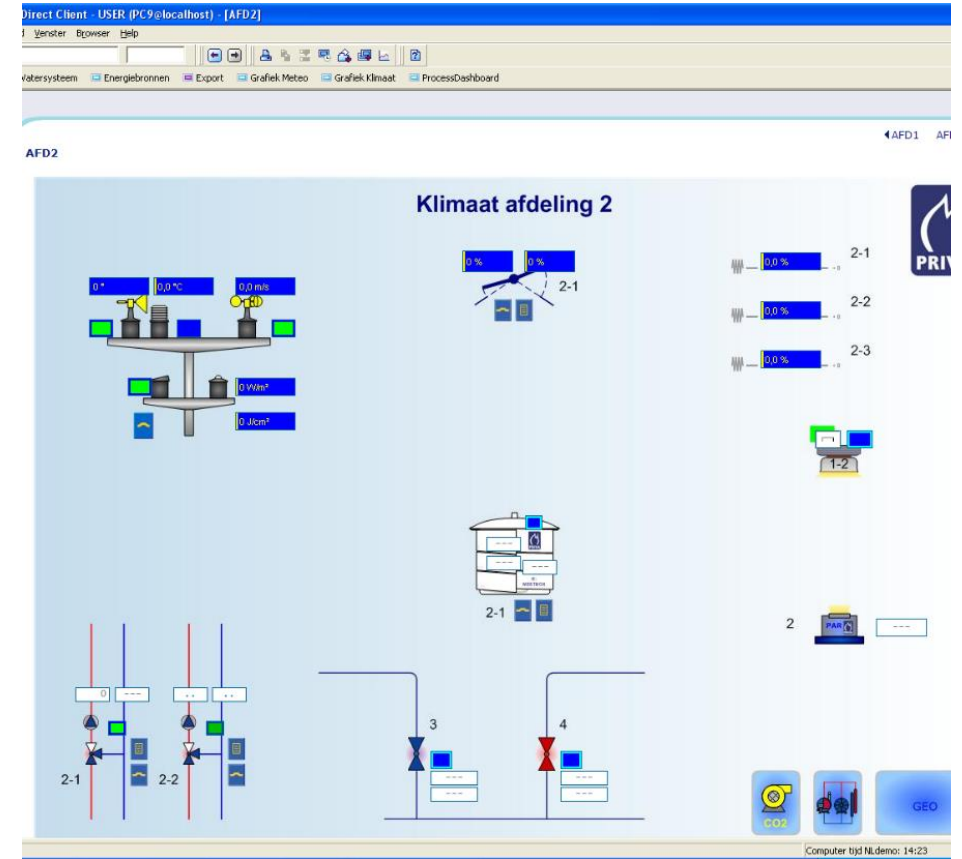 Direct Client - USER (PC9@localhost) - [AFD2]
d Venster Browser Help
Watersysteem Energiebronnen Export Grafiek Meteo Grafiek Klimaat ProcessDashboard
AFD1 AF
AFD2
Klimaat afdeling 2
PRIV
0 % 0 %
2-1
0,0 % 2-1
0,0 % 2-2
0,0 % 2-3
0 ° 0,0 °C 0,0 m/s
0 W/m²
0 J/cm²
1-2
---
---
---
2-1
2 PAR ---
0 --- .. ..
2-1 2-2
3 4
--- ---
--- ---
CO2
GEO
Computer tijd NLdemo: 14:23